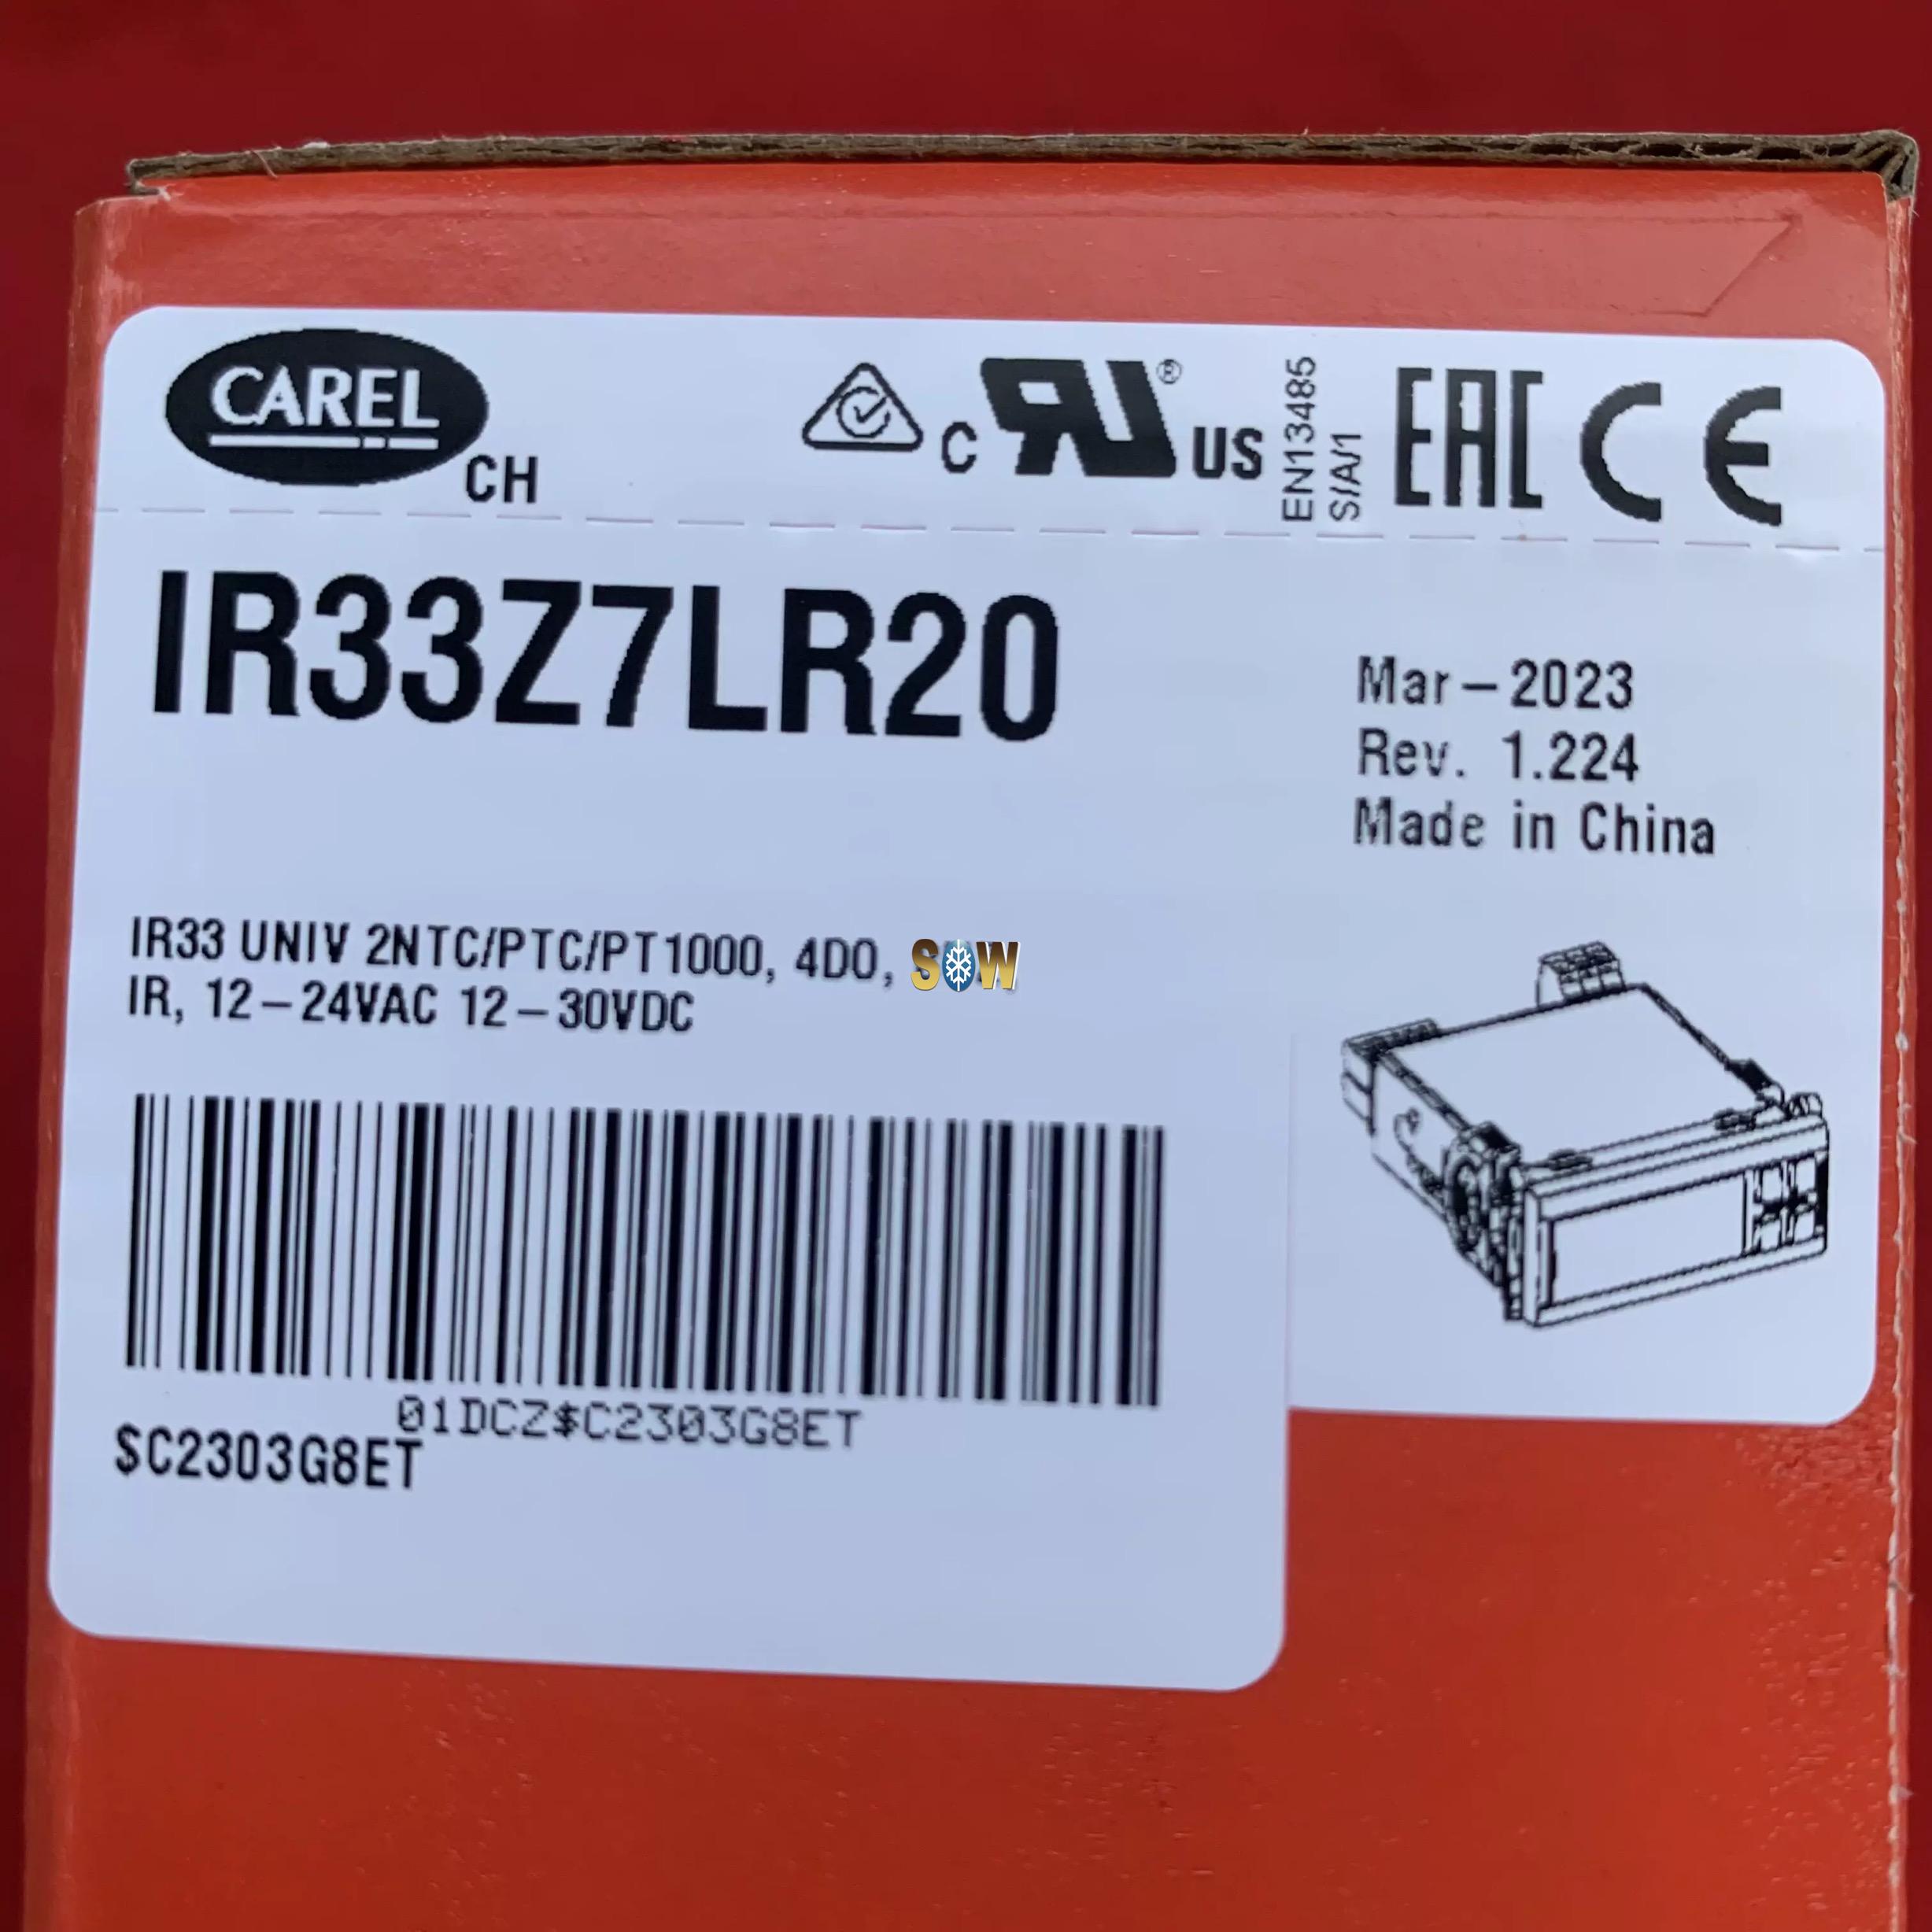 CAREL
CH
c RU® US
EN13485
S/A/1
EAC CE
IR33Z7LR20
Mar-2023
Rev. 1.224
Made in China
IR33 UNIV 2NTC/PTC/PT1000, 4DO, SOW
IR, 12-24VAC 12-30VDC
01DCZ$C2303G8ET
$C2303G8ET